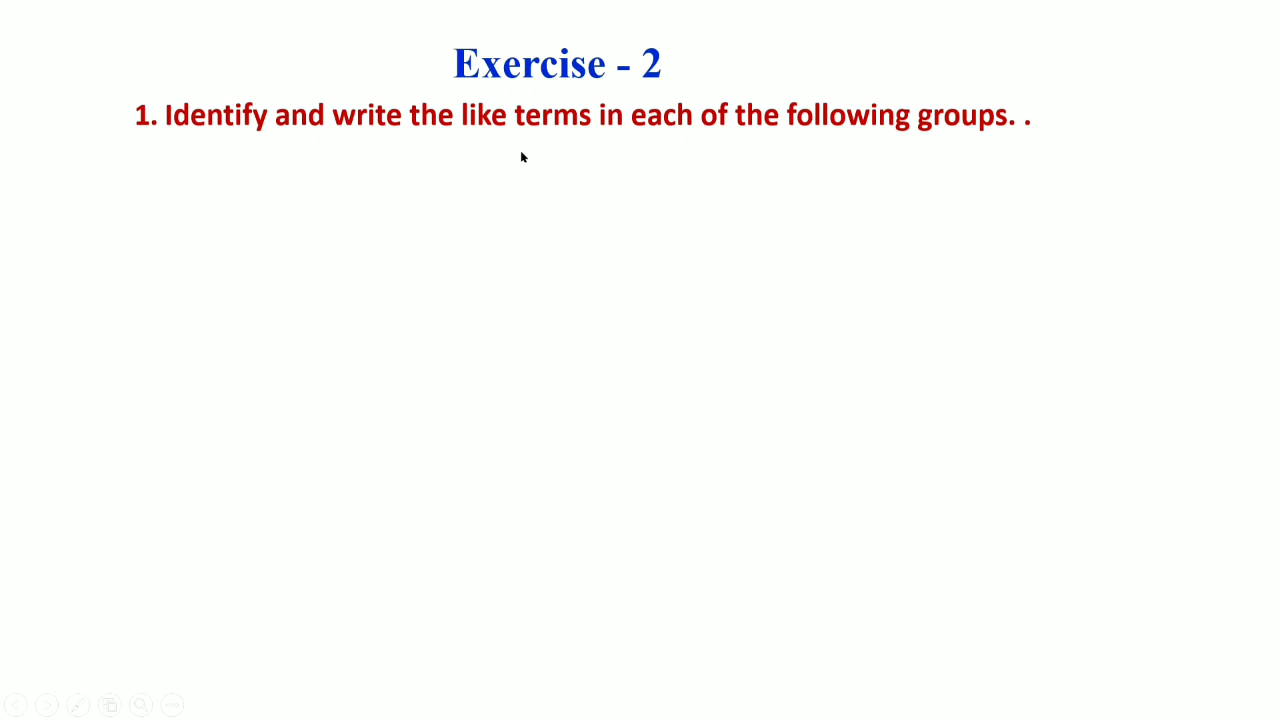 Exercise - 2
1. Identify and write the like terms in each of the following groups. .